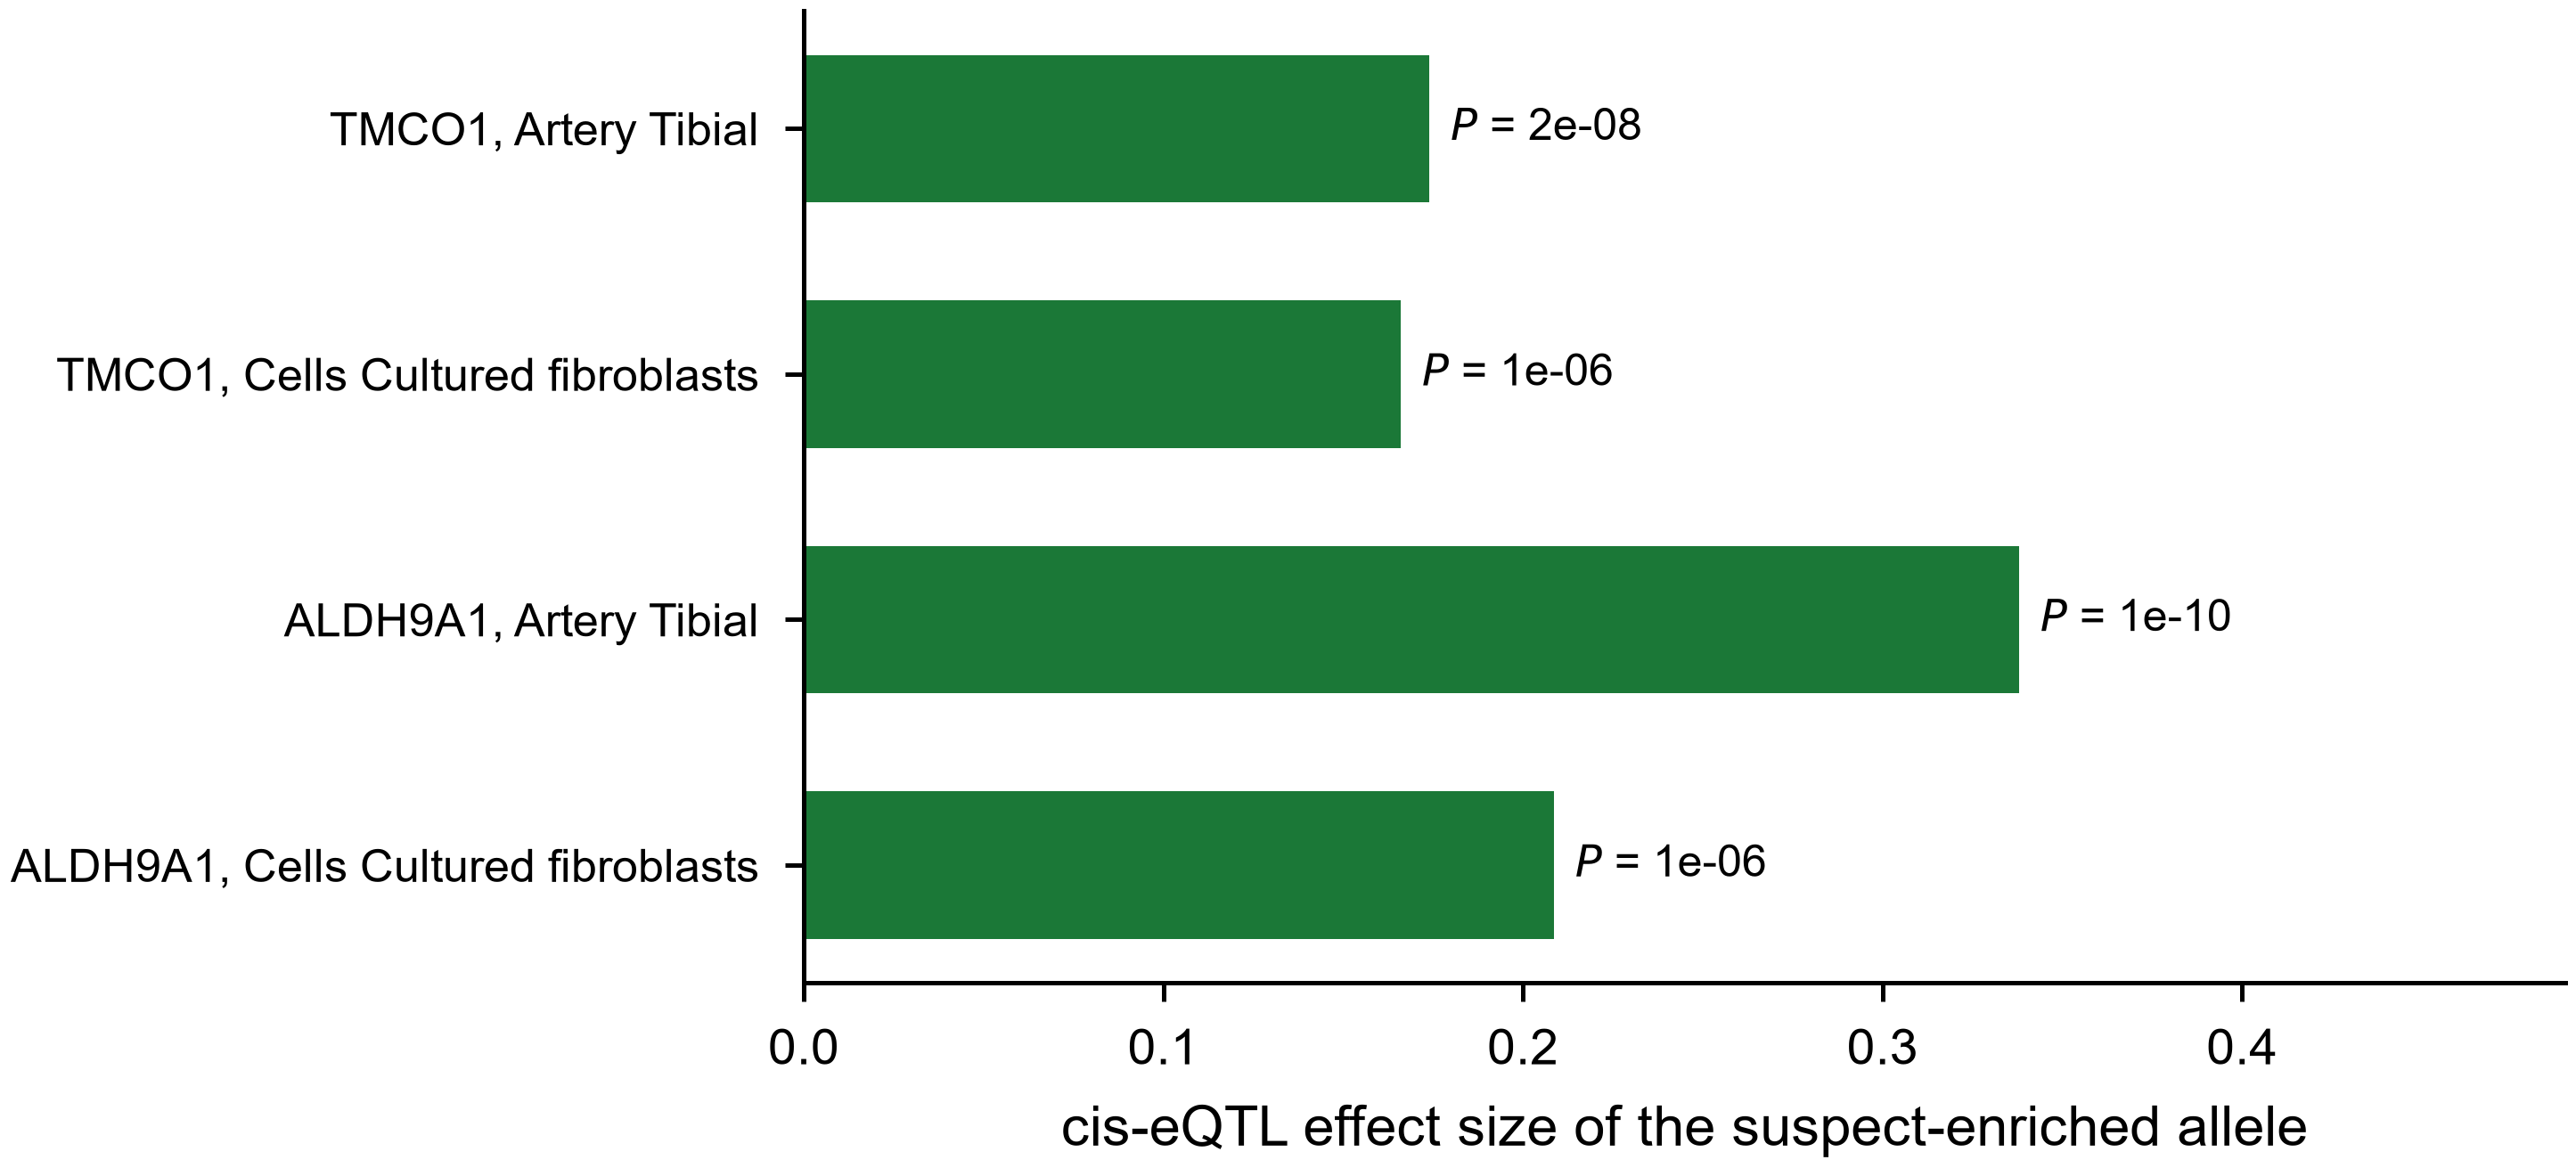 TMCO1, Artery Tibial
P = 2e-08
TMCO1, Cells Cultured fibroblasts
P = 1e-06
ALDH9A1, Artery Tibial
P = 1e-10
ALDH9A1, Cells Cultured fibroblasts
P = 1e-06
0.0 0.1 0.2 0.3 0.4
cis-eQTL effect size of the suspect-enriched allele